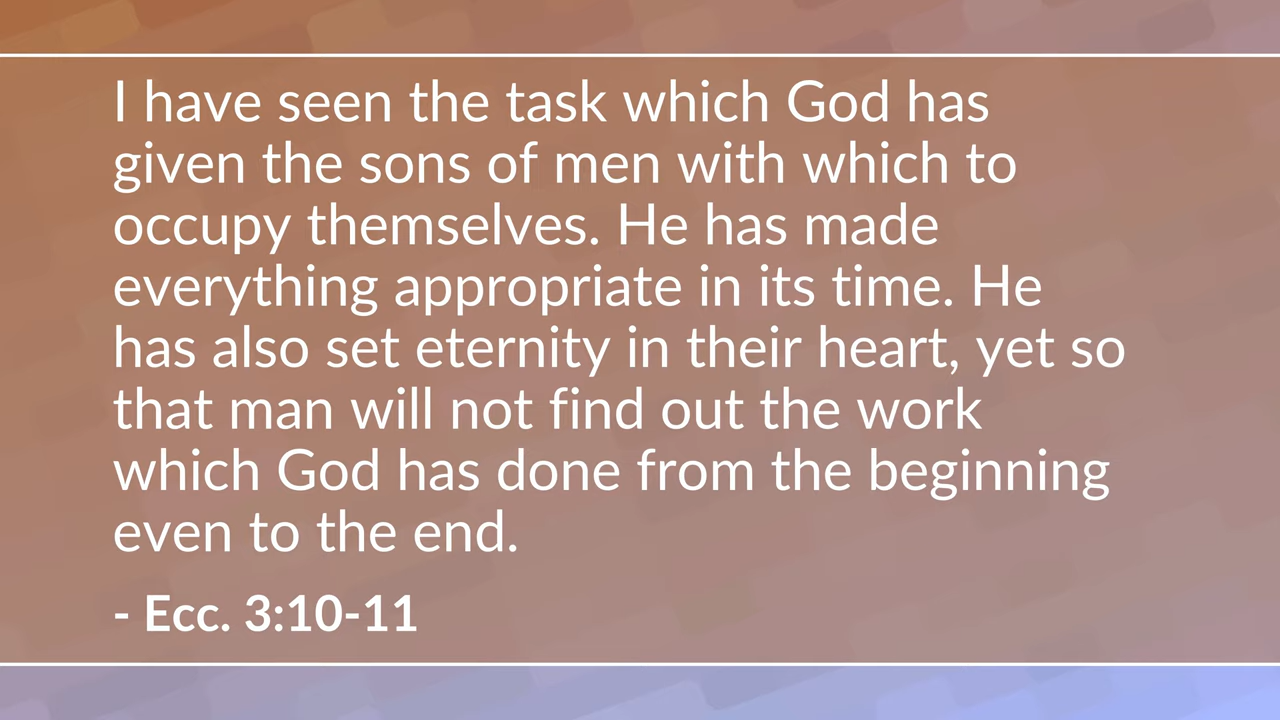 I have seen the task which God has
given the sons of men with which to
occupy themselves. He has made
everything appropriate in its time. He
has also set eternity in their heart, yet so
that man will not find out the work
which God has done from the beginning
even to the end.
- Ecc. 3:10-11